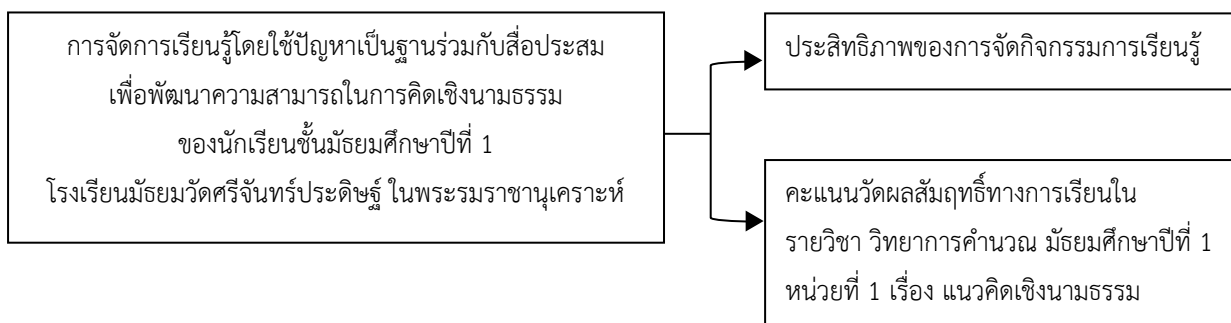 การจัดการเรียนรู้โดยใช้ปัญหาเป็นฐานร่วมกับสื่อประสม
เพื่อพัฒนาความสามารถในการคิดเชิงนามธรรม
ของนักเรียนชั้นมัธยมศึกษาปีที่ 1
โรงเรียนมัธยมวัดศรีจันทร์ประดิษฐ์ ในพระรมราชานุเคราะห์
ประสิทธิภาพของการจัดกิจกรรมการเรียนรู้
คะแนนวัดผลสัมฤทธิ์ทางการเรียนใน
รายวิชา วิทยาการคำนวณ มัธยมศึกษาปีที่ 1
หน่วยที่ 1 เรื่อง แนวคิดเชิงนามธรรม